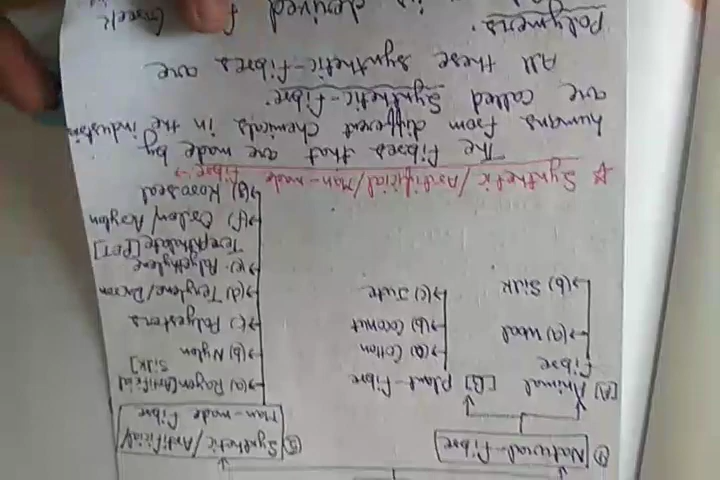 ① Natural-Fibre
② Synthetic/Artificial/
Man-made Fibre
[A] Animal
Fibre
→(a) Wool
→(b) Silk
[B] Plant-Fibre
→(a) Cotton
→(b) Coconut
→(c) Jute
→(a) Rayon [Artificial
Silk]
→(b) Nylon
→(c) Polyesters
→(d) Terylene/Dacron
→(e) Polyethylene
Terephthalate [PET]
→(f) Orlon/Acrylon
☆ Synthetic/Artificial/Man-made Fibre→
The Fibres that are made by
humans from different chemicals in the industries
are called Synthetic-Fibre.
All these synthetic-Fibres are
Polymers.
is derived Greek